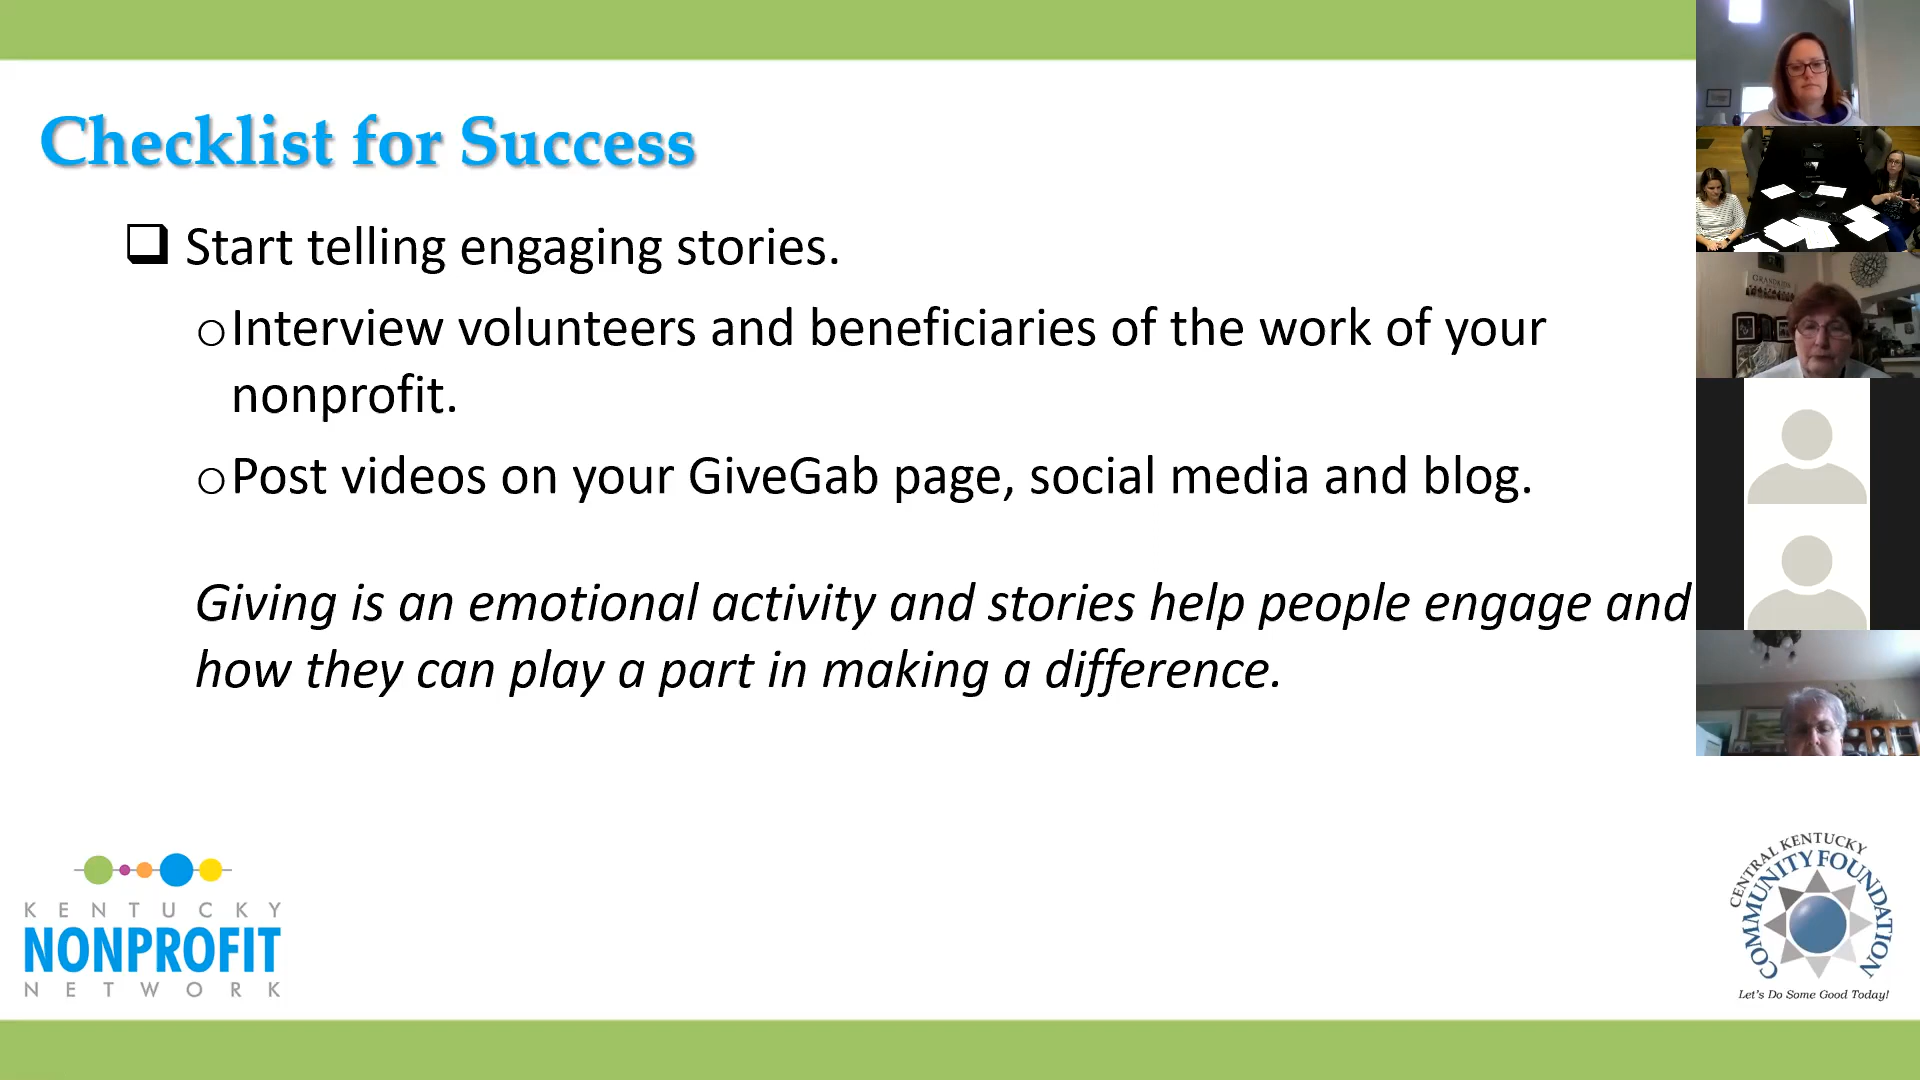 Checklist for Success
Start telling engaging stories.
Interview volunteers and beneficiaries of the work of your
nonprofit.
Post videos on your GiveGab page, social media and blog.
Giving is an emotional activity and stories help people engage and
how they can play a part in making a difference.
KENTUCKY
NONPROFIT
NETWORK
CENTRAL KENTUCKY
COMMUNITY FOUNDATION
Let's Do Some Good Today!